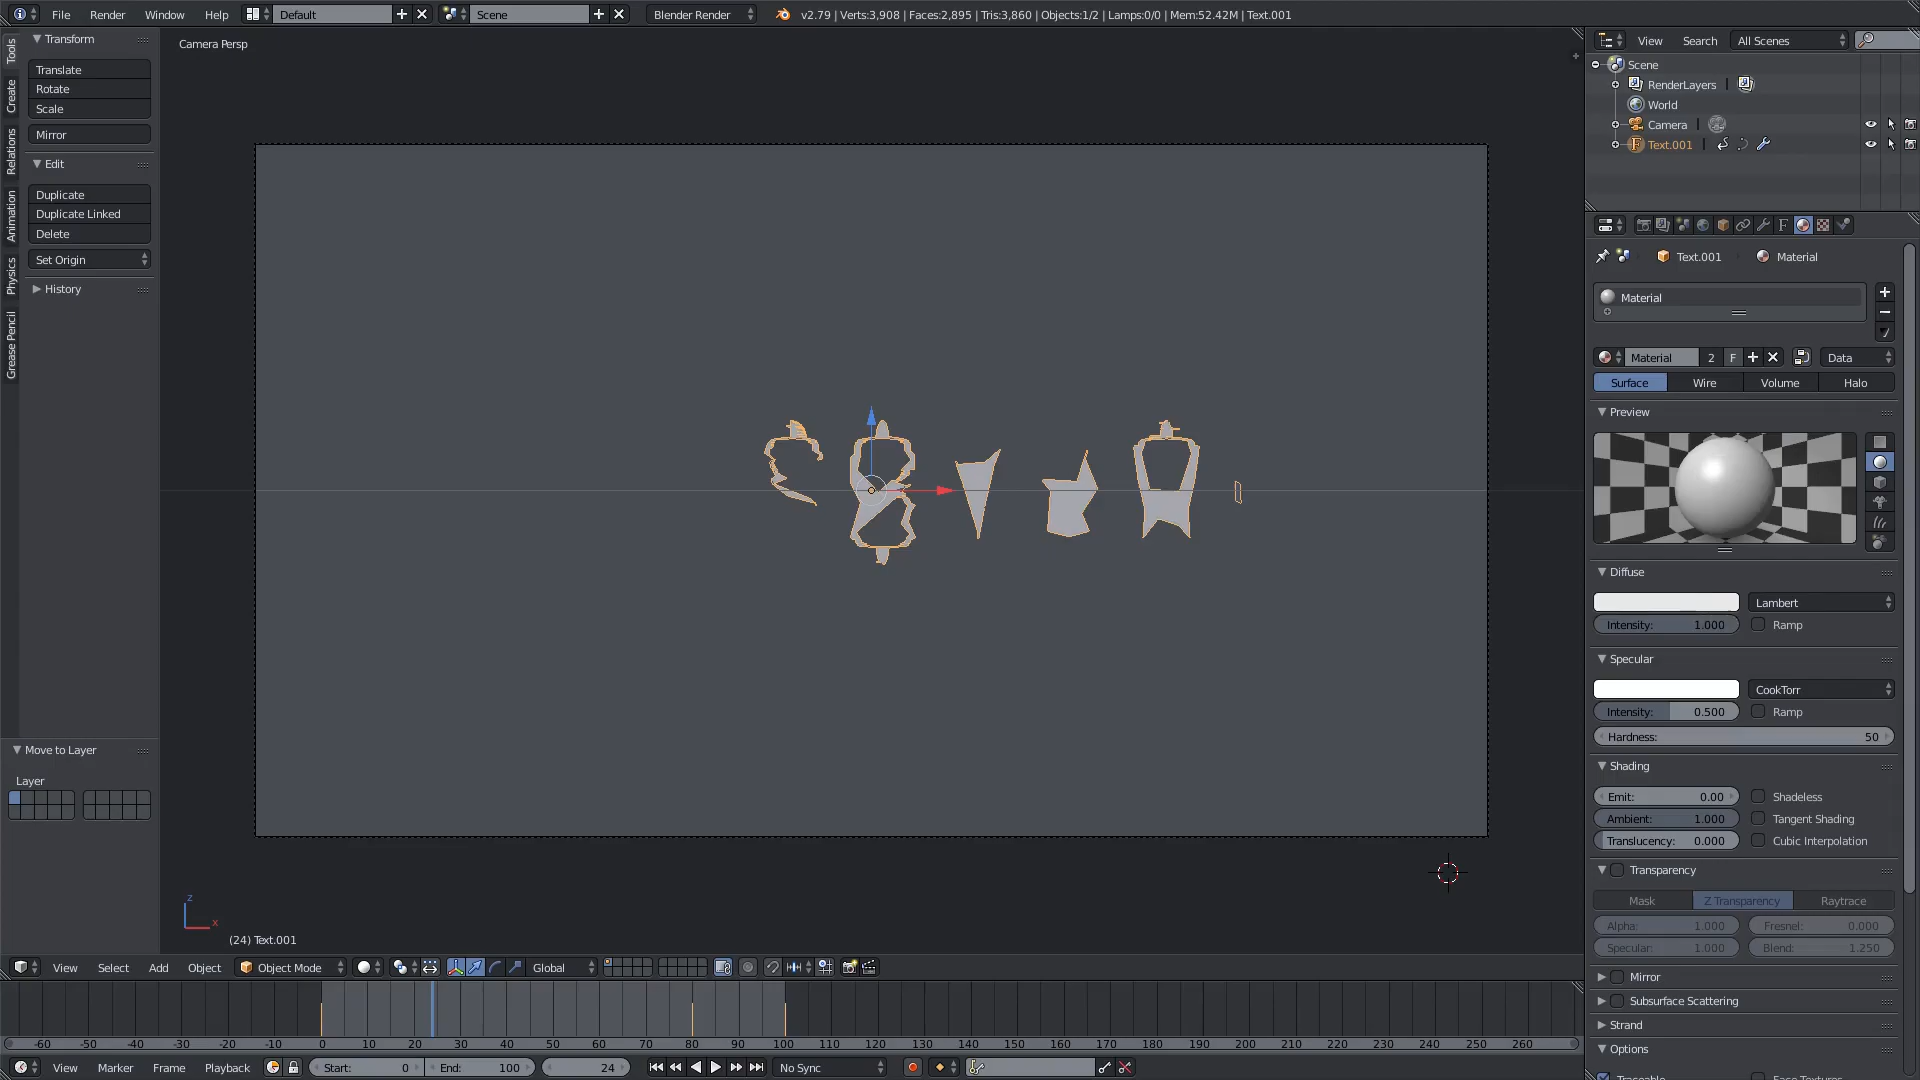 File Render Window Help Default Scene Blender Render v2.79 | Verts:3,908 | Faces:2,895 | Tris:3,860 | Objects:1/2 | Lamps:0/0 | Mem:52.42M | Text.001
Tools
Create
Relations
Animation
Physics
Grease Pencil
Transform
Translate
Rotate
Scale
Mirror
Edit
Duplicate
Duplicate Linked
Delete
Set Origin
History
Move to Layer
Layer
Camera Persp
z
x
(24) Text.001
View Search All Scenes
Scene
RenderLayers |
World
Camera |
Text.001 |
Text.001 Material
Material
Material 2 F Data
Surface Wire Volume Halo
Preview
Diffuse
Lambert
Intensity: 1.000 Ramp
Specular
CookTorr
Intensity: 0.500 Ramp
Hardness: 50
Shading
Emit: 0.00 Shadeless
Ambient: 1.000 Tangent Shading
Translucency: 0.000 Cubic Interpolation
Transparency
Mask Z Transparency Raytrace
Alpha: 1.000 Fresnel: 0.000
Specular: 1.000 Blend: 1.250
Mirror
Subsurface Scattering
Strand
Options
View Select Add Object Object Mode Global
-60 -50 -40 -30 -20 -10 0 10 20 30 40 50 60 70 80 90 100 110 120 130 140 150 160 170 180 190 200 210 220 230 240 250 260
View Marker Frame Playback Start: 0 End: 100 24 No Sync